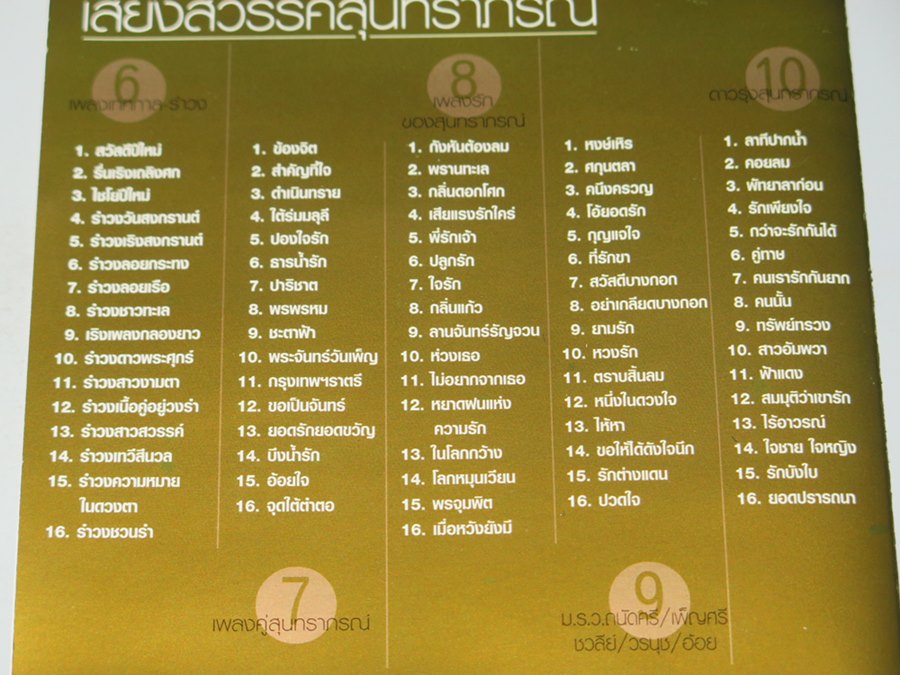 เสียงสวรรค์สุนทราภรณ์
6
เพลงเทศกาล-รำวง
1. สวัสดีปีใหม่
2. รื่นเริงเถลิงศก
3. ไชโยปีใหม่
4. รำวงวันสงกรานต์
5. รำวงเริงสงกรานต์
6. รำวงลอยกระทง
7. รำวงลอยเรือ
8. รำวงชาวทะเล
9. เริงเพลงกลองยาว
10. รำวงดาวพระศุกร์
11. รำวงสาวงามตา
12. รำวงเนื้อคู่อยู่วงรำ
13. รำวงสาวสวรรค์
14. รำวงเทวีสีนวล
15. รำวงความหมาย
ในดวงตา
16. รำวงชวนรำ
1. ข้องจิต
2. สำคัญที่ใจ
3. ดำเนินทราย
4. ใต้ร่มมลุลี
5. ปองใจรัก
6. ธารน้ำรัก
7. ปาริชาต
8. พรพรหม
9. ชะตาฟ้า
10. พระจันทร์วันเพ็ญ
11. กรุงเทพฯราตรี
12. ขอเป็นจันทร์
13. ยอดรักยอดขวัญ
14. บึงน้ำรัก
15. อ้อยใจ
16. จุดใต้ตำตอ
7
เพลงคู่สุนทราภรณ์
8
เพลงรัก
ของสุนทราภรณ์
1. กังหันต้องลม
2. พรานทะเล
3. กลิ่นดอกโศก
4. เสียแรงรักใคร่
5. พี่รักเจ้า
6. ปลูกรัก
7. ใจรัก
8. กลิ่นแก้ว
9. ลานจันทร์รัญจวน
10. ห่วงเธอ
11. ไม่อยากจากเธอ
12. หยาดฝนแห่ง
ความรัก
13. ในโลกกว้าง
14. โลกหมุนเวียน
15. พรจุมพิต
16. เมื่อหวังยังมี
1. หงษ์เหิร
2. ศกุนตลา
3. คนึงครวญ
4. โอ้ยอดรัก
5. กุญแจใจ
6. ที่รักขา
7. สวัสดีบางกอก
8. อย่าเกลียดบางกอก
9. ยามรัก
10. หวงรัก
11. ตราบสิ้นลม
12. หนึ่งในดวงใจ
13. ไห้หา
14. ขอให้ได้ดังใจนึก
15. รักต่างแดน
16. ปวดใจ
9
ม.ร.ว.ถนัดศรี/เพ็ญศรี
ชวลีย์/วรนุช/อ้อย
10
ดาวรุ่งสุนทราภรณ์
1. ลาทีปากน้ำ
2. คอยลม
3. พัทยาลาก่อน
4. รักเพียงใจ
5. กว่าจะรักกันได้
6. คู่ทาษ
7. คนเรารักกันยาก
8. คนนั้น
9. ทรัพย์ทรวง
10. สาวอัมพวา
11. ฟ้าแดง
12. สมมุติว่าเขารัก
13. ไร้อาวรณ์
14. ใจชาย ใจหญิง
15. รักบังใบ
16. ยอดปรารถนา